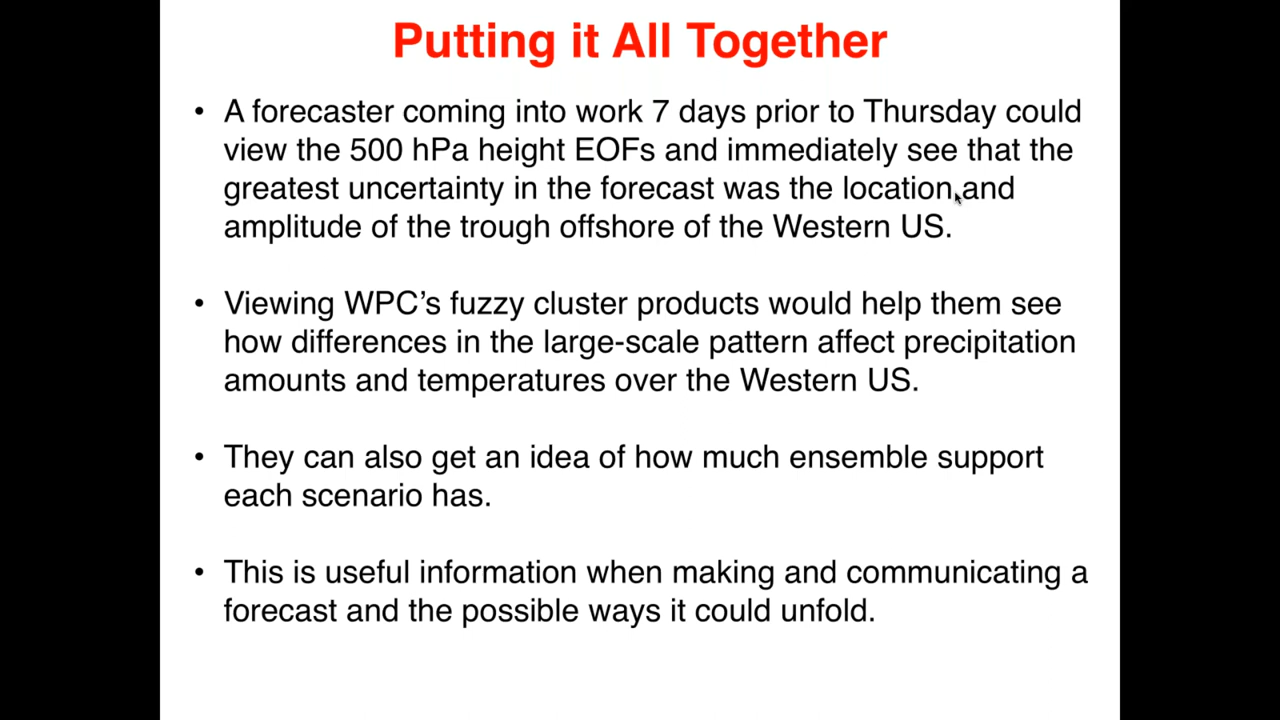 Putting it All Together
• A forecaster coming into work 7 days prior to Thursday could
view the 500 hPa height EOFs and immediately see that the
greatest uncertainty in the forecast was the location and
amplitude of the trough offshore of the Western US.
• Viewing WPC’s fuzzy cluster products would help them see
how differences in the large-scale pattern affect precipitation
amounts and temperatures over the Western US.
• They can also get an idea of how much ensemble support
each scenario has.
• This is useful information when making and communicating a
forecast and the possible ways it could unfold.